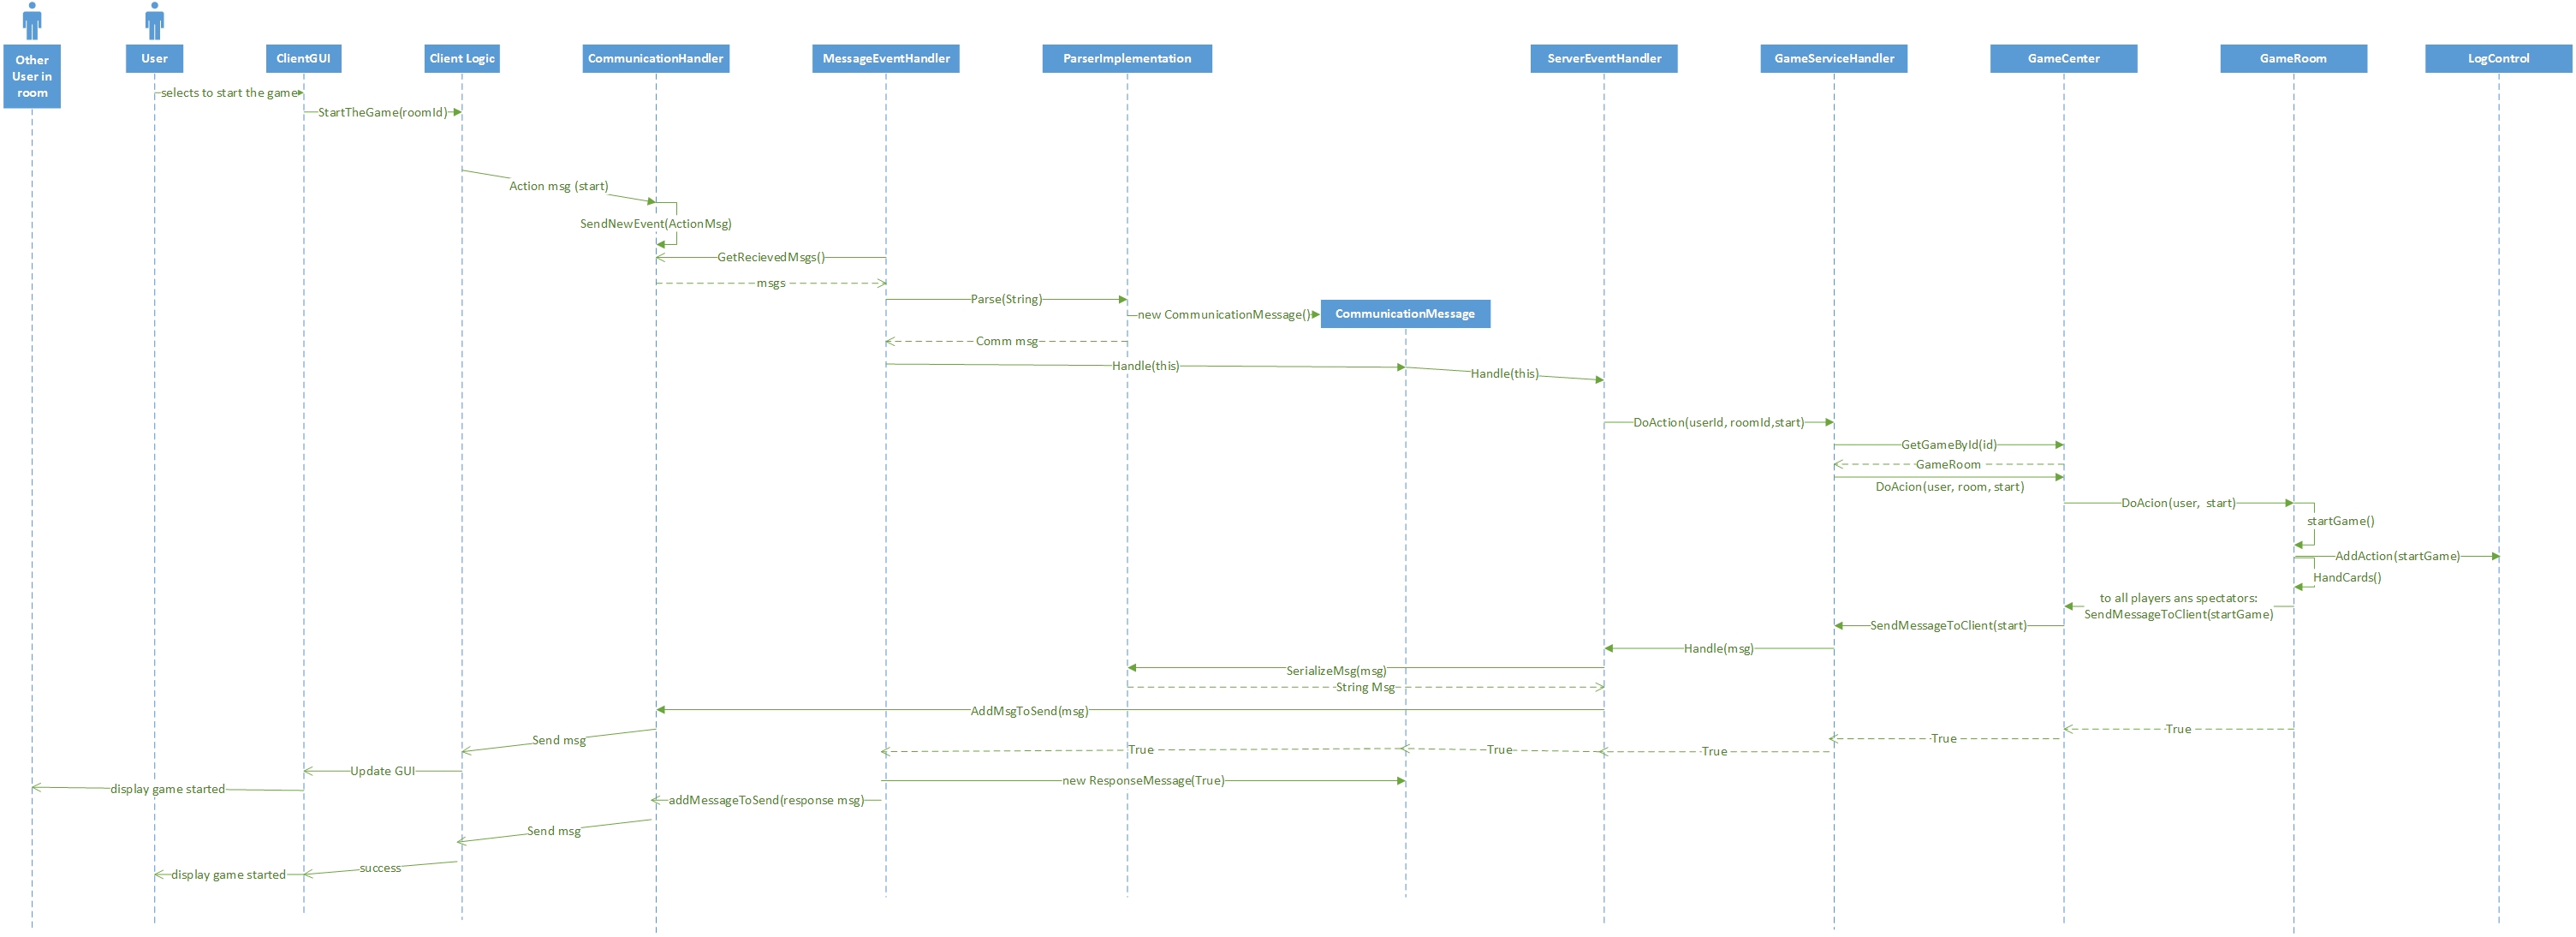 Other
User in
room
User
ClientGUI
Client Logic
CommunicationHandler
MessageEventHandler
ParserImplementation
ServerEventHandler
GameServiceHandler
GameCenter
GameRoom
LogControl
selects to start the game
StartTheGame(roomId)
Action msg (start)
SendNewEvent(ActionMsg)
GetRecievedMsgs()
msgs
Parse(String)
new CommunicationMessage()
CommunicationMessage
Comm msg
Handle(this)
Handle(this)
DoAction(userId, roomId,start)
GetGameById(id)
GameRoom
DoAcion(user, room, start)
DoAcion(user,  start)
startGame()
AddAction(startGame)
HandCards()
to all players ans spectators:
SendMessageToClient(startGame)
SendMessageToClient(start)
Handle(msg)
SerializeMsg(msg)
String Msg
AddMsgToSend(msg)
True
Send msg
True
True
True
True
Update GUI
new ResponseMessage(True)
display game started
addMessageToSend(response msg)
Send msg
success
display game started